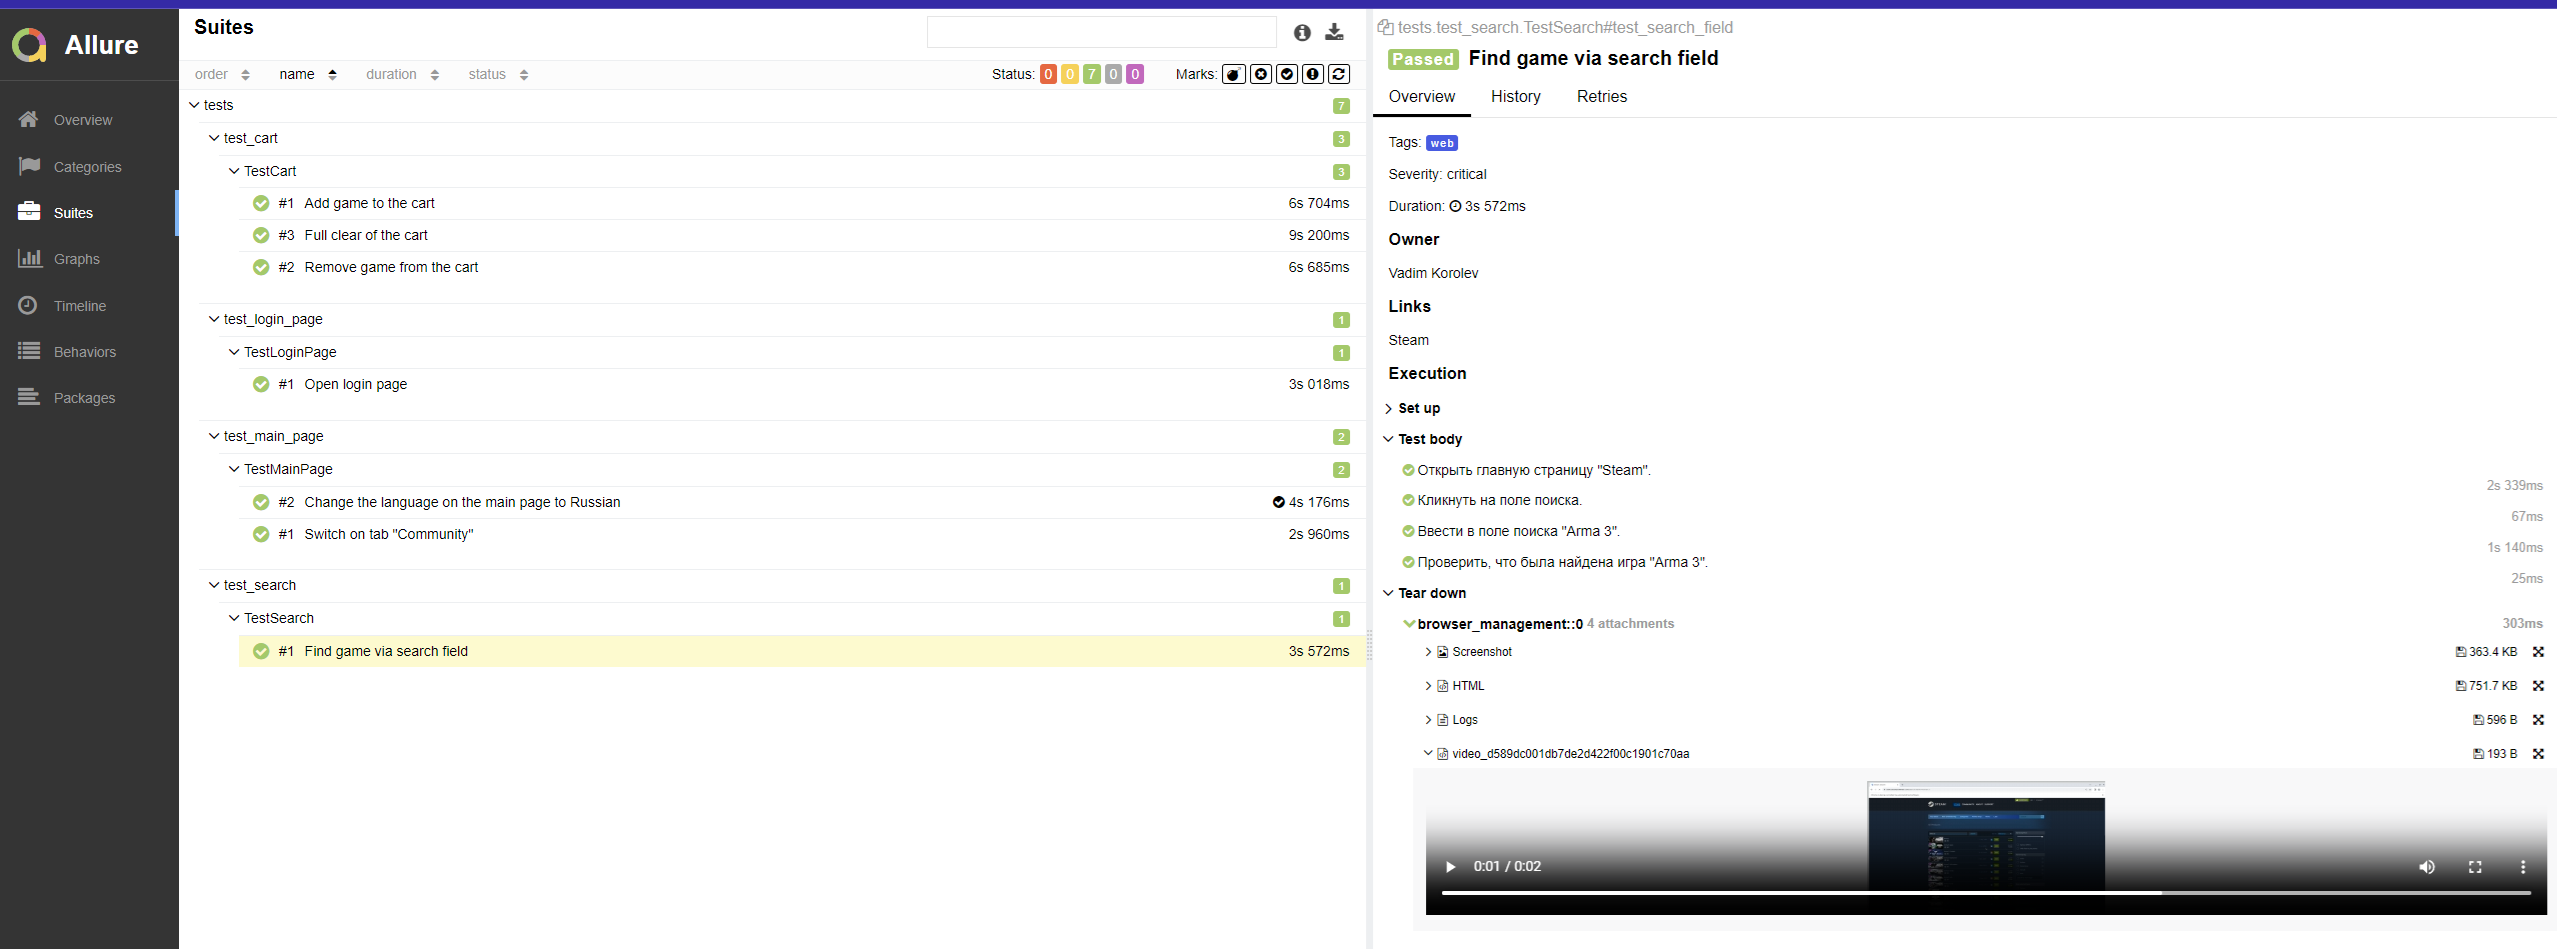 Allure
Overview
Categories
Suites
Graphs
Timeline
Behaviors
Packages
Suites
order name duration status Status: 0 0 7 0 0 Marks:
tests 7
test_cart 3
TestCart 3
#1 Add game to the cart 6s 704ms
#3 Full clear of the cart 9s 200ms
#2 Remove game from the cart 6s 685ms
test_login_page 1
TestLoginPage 1
#1 Open login page 3s 018ms
test_main_page 2
TestMainPage 2
#2 Change the language on the main page to Russian 4s 176ms
#1 Switch on tab "Community" 2s 960ms
test_search 1
TestSearch 1
#1 Find game via search field 3s 572ms
tests.test_search.TestSearch#test_search_field
Passed Find game via search field
Overview History Retries
Tags: web
Severity: critical
Duration: 3s 572ms
Owner
Vadim Korolev
Links
Steam
Execution
Set up
Test body
Открыть главную страницу "Steam".
2s 339ms
Кликнуть на поле поиска.
67ms
Ввести в поле поиска "Arma 3".
1s 140ms
Проверить, что была найдена игра "Arma 3".
25ms
Tear down
browser_management::0 4 attachments 303ms
Screenshot 363.4 KB
HTML 751.7 KB
Logs 596 B
video_d589dc001db7de2d422f00c1901c70aa 193 B
0:01 / 0:02